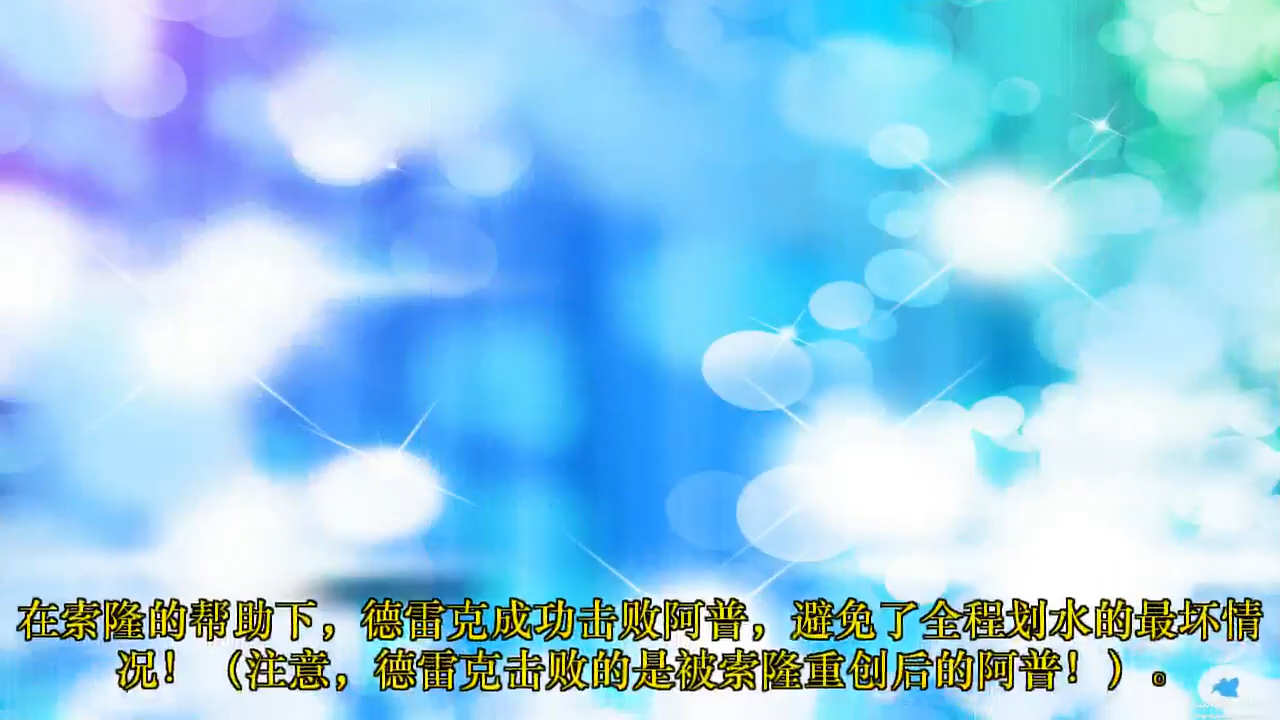 在索隆的帮助下，德雷克成功击败阿普，避免了全程划水的最坏情
况！（注意，德雷克击败的是被索隆重创后的阿普！）。